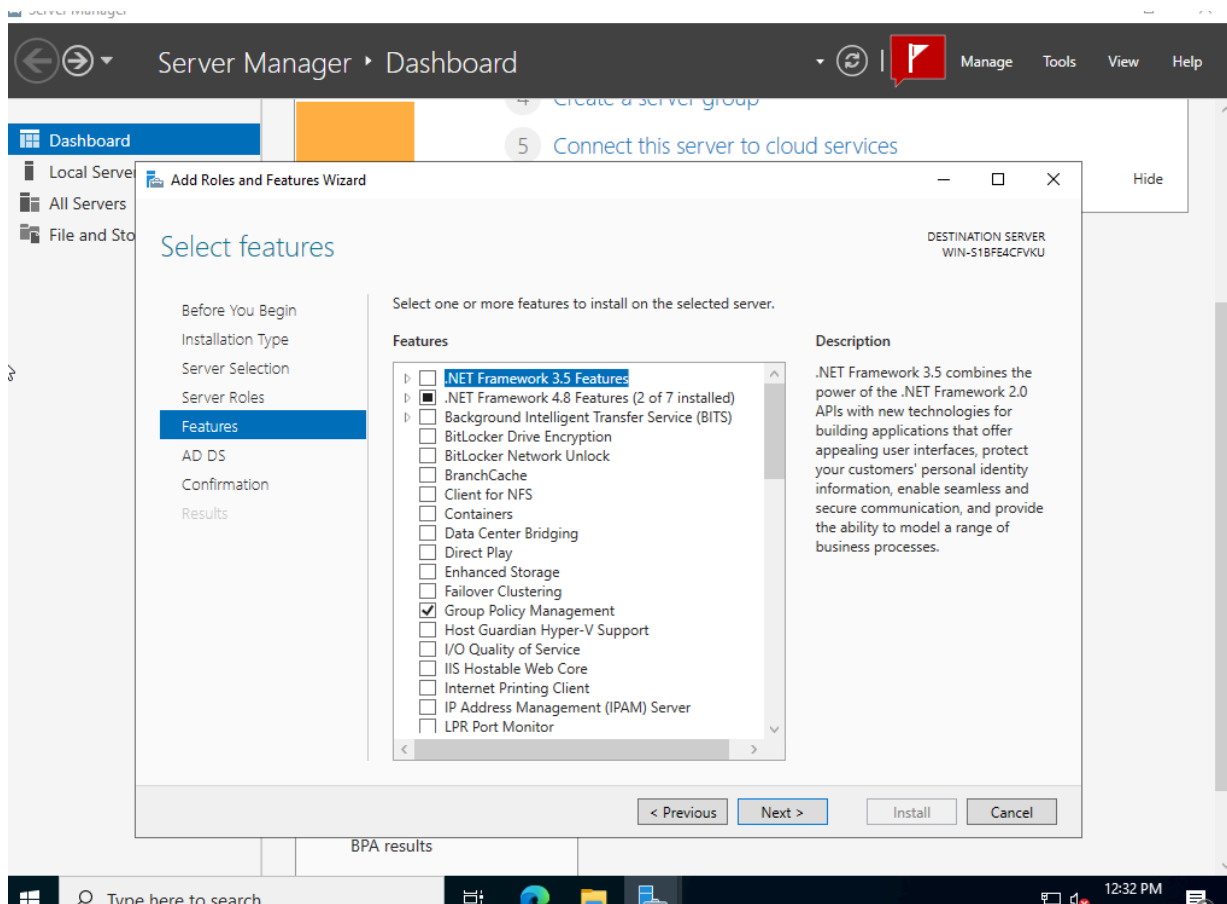 Server Manager
Server Manager ‣ Dashboard
Manage Tools View Help
4 Create a server group
5 Connect this server to cloud services
Hide
Dashboard
Local Server
All Servers
File and Sto
Add Roles and Features Wizard
Select features
DESTINATION SERVER
WIN-S1BFE4CFVKU
Before You Begin
Installation Type
Server Selection
Server Roles
Features
AD DS
Confirmation
Results
Select one or more features to install on the selected server.
Features
.NET Framework 3.5 Features
.NET Framework 4.8 Features (2 of 7 installed)
Background Intelligent Transfer Service (BITS)
BitLocker Drive Encryption
BitLocker Network Unlock
BranchCache
Client for NFS
Containers
Data Center Bridging
Direct Play
Enhanced Storage
Failover Clustering
Group Policy Management
Host Guardian Hyper-V Support
I/O Quality of Service
IIS Hostable Web Core
Internet Printing Client
IP Address Management (IPAM) Server
LPR Port Monitor
Description
.NET Framework 3.5 combines the
power of the .NET Framework 2.0
APIs with new technologies for
building applications that offer
appealing user interfaces, protect
your customers' personal identity
information, enable seamless and
secure communication, and provide
the ability to model a range of
business processes.
< Previous Next > Install Cancel
BPA results
Type here to search
12:32 PM